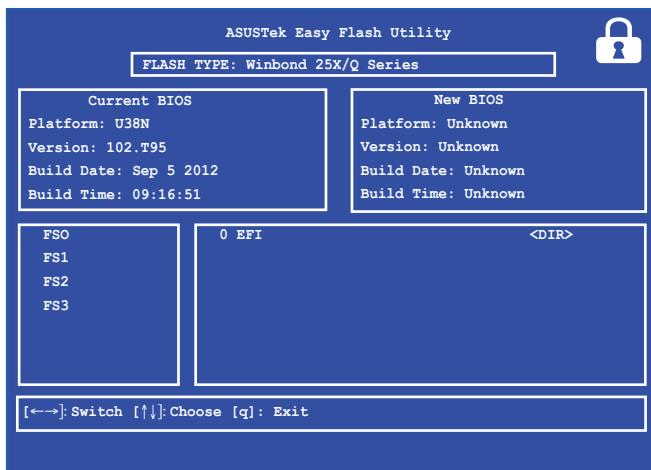 ASUSTek Easy Flash Utility
FLASH TYPE: Winbond 25X/Q Series
Current BIOS
Platform: U38N
Version: 102.T95
Build Date: Sep 5 2012
Build Time: 09:16:51
New BIOS
Platform: Unknown
Version: Unknown
Build Date: Unknown
Build Time: Unknown
FSO
FS1
FS2
FS3
0 EFI <DIR>
[←→]: Switch [↑↓]: Choose [q]: Exit